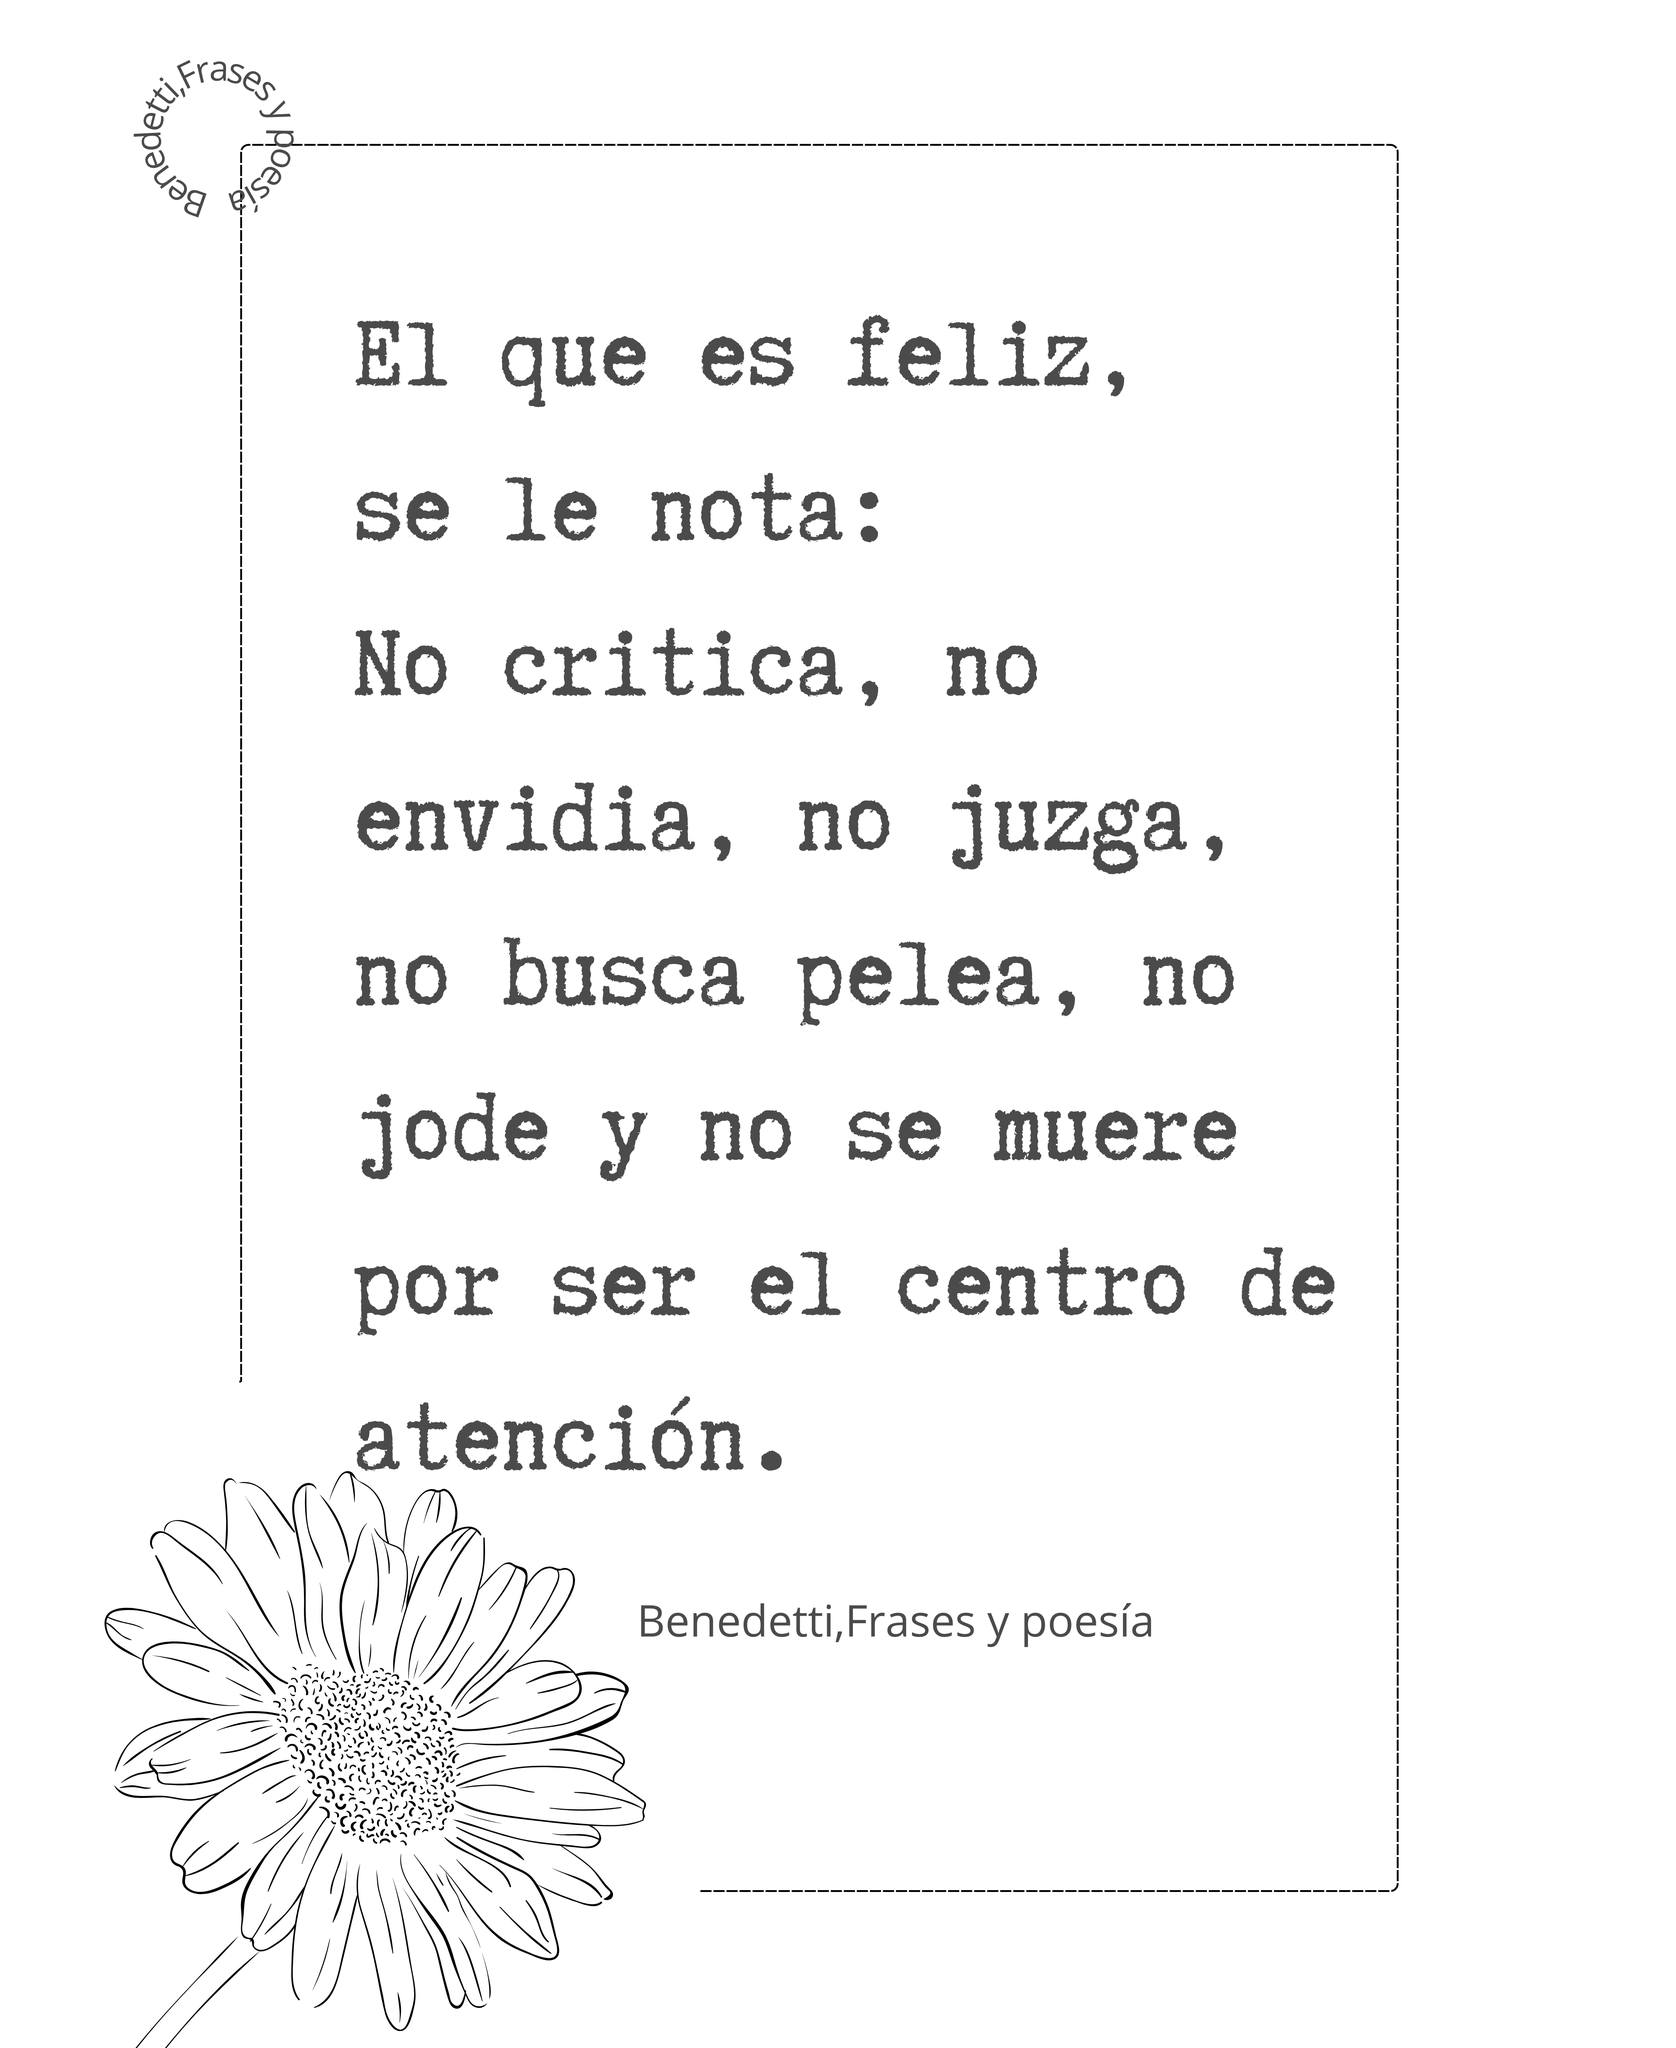 Benedetti,Frases y poesía
El que es feliz,
se le nota:
No critica, no
envidia, no juzga,
no busca pelea, no
jode y no se muere
por ser el centro de
atención.
Benedetti,Frases y poesía